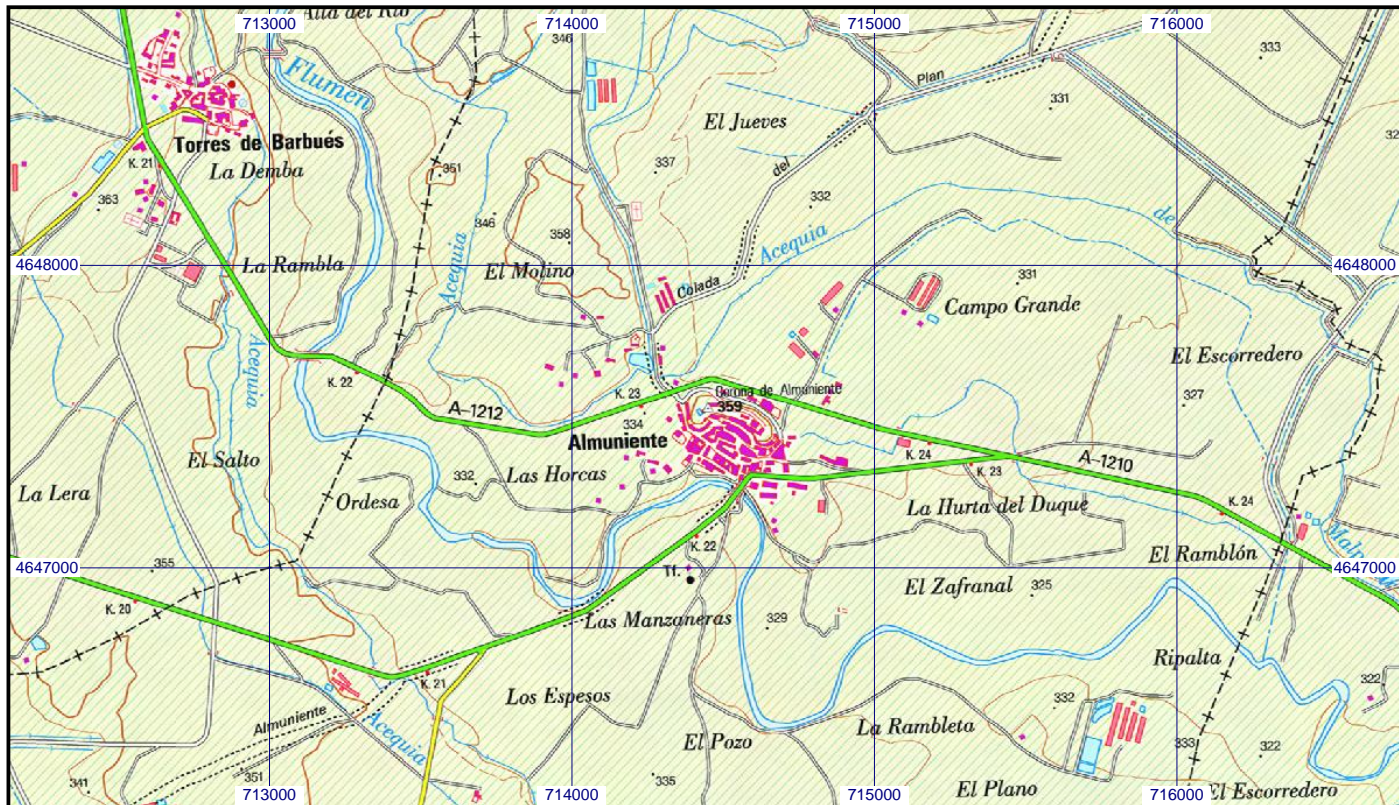 713000
714000
715000
716000
346
333
Flumen
Plan
331
El Jueves
Torres de Barbués
K. 21
La Demba
351
337
del
332
363
346
358
Acequia
de
Acequia
La Rambla
4648000
El Molino
4648000
331
Colada
Campo Grande
Acequia
El Escorredero
K. 22
K. 23
Corona de Almuniente
359
327
A-1212
334
Almuniente
K. 24
A-1210
El Salto
332
Las Horcas
K. 23
La Lera
Ordesa
La Hurta del Duque
K. 24
K. 22
El Ramblón
4647000
355
Tf.
4647000
El Zafranal
325
K. 20
Las Manzaneras
329
Ripalta
K. 21
322
Los Espesos
332
Almuniente
La Rambleta
Acequia
El Pozo
333
322
341
351
335
El Plano
El Escorredero
713000
714000
715000
716000